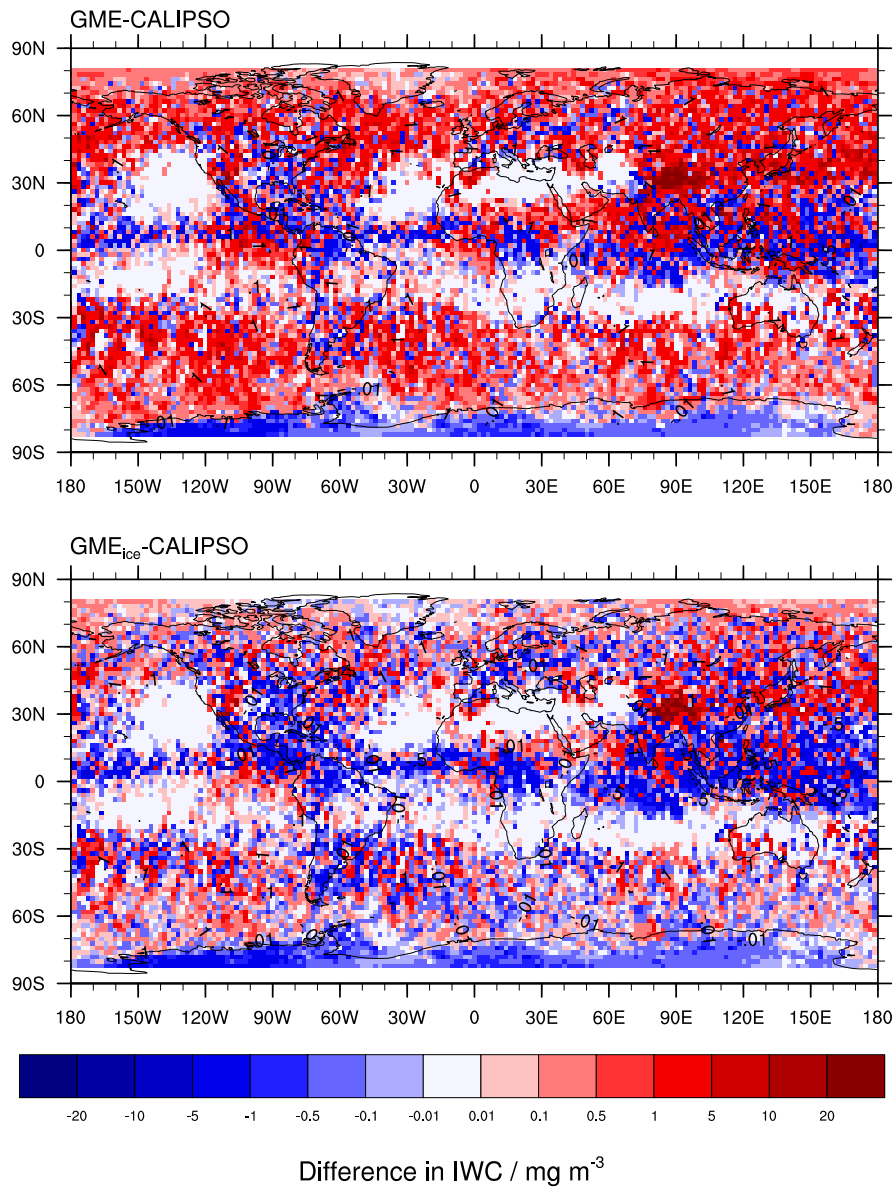 GME-CALIPSO
90N
60N
30N
0
30S
60S
90S
180 150W 120W 90W 60W 30W 0 30E 60E 90E 120E 150E 180
GME_ice-CALIPSO
90N
60N
30N
0
30S
60S
90S
180 150W 120W 90W 60W 30W 0 30E 60E 90E 120E 150E 180
-20 -10 -5 -1 -0.5 -0.1 -0.01 0.01 0.1 0.5 1 5 10 20
Difference in IWC / mg m⁻³